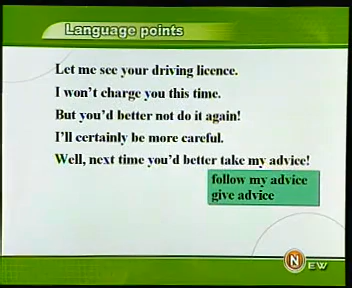 Language points
Let me see your driving licence.
I won't charge you this time.
But you'd better not do it again!
I'll certainly be more careful.
Well, next time you'd better take my advice!
follow my advice
give advice
NEW